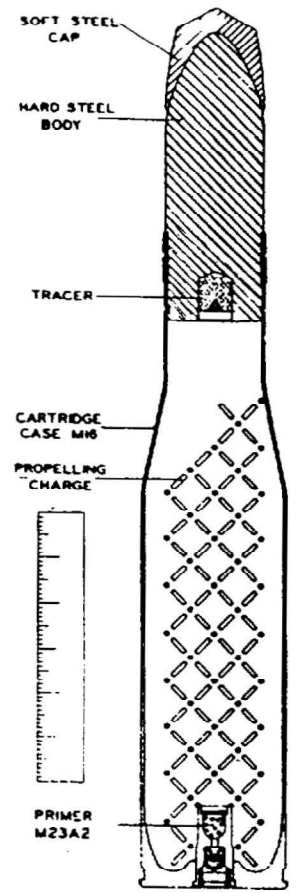 SOFT STEEL
CAP
HARD STEEL
BODY
TRACER
CARTRIDGE
CASE M16
PROPELLING
CHARGE
PRIMER
M23A2